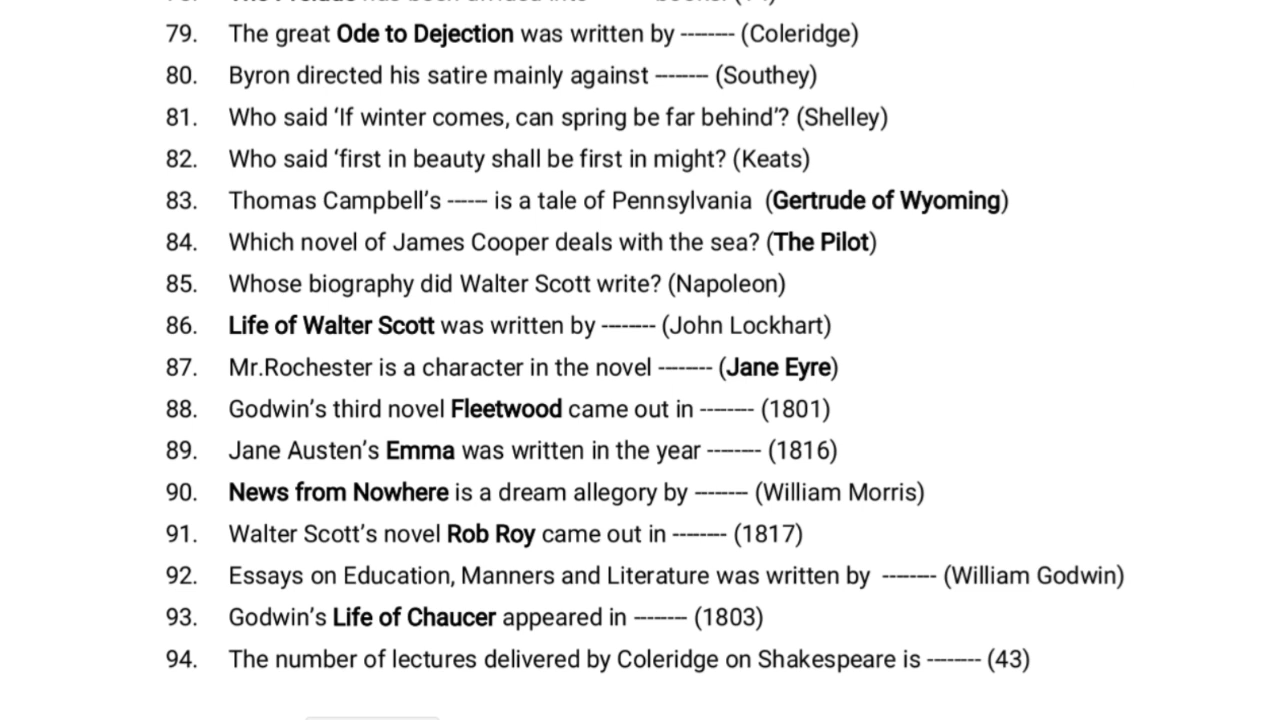 79. The great Ode to Dejection was written by -------- (Coleridge)
80. Byron directed his satire mainly against -------- (Southey)
81. Who said ‘If winter comes, can spring be far behind’? (Shelley)
82. Who said ‘first in beauty shall be first in might? (Keats)
83. Thomas Campbell’s ------ is a tale of Pennsylvania (Gertrude of Wyoming)
84. Which novel of James Cooper deals with the sea? (The Pilot)
85. Whose biography did Walter Scott write? (Napoleon)
86. Life of Walter Scott was written by -------- (John Lockhart)
87. Mr.Rochester is a character in the novel -------- (Jane Eyre)
88. Godwin’s third novel Fleetwood came out in -------- (1801)
89. Jane Austen’s Emma was written in the year -------- (1816)
90. News from Nowhere is a dream allegory by -------- (William Morris)
91. Walter Scott’s novel Rob Roy came out in -------- (1817)
92. Essays on Education, Manners and Literature was written by -------- (William Godwin)
93. Godwin’s Life of Chaucer appeared in -------- (1803)
94. The number of lectures delivered by Coleridge on Shakespeare is -------- (43)